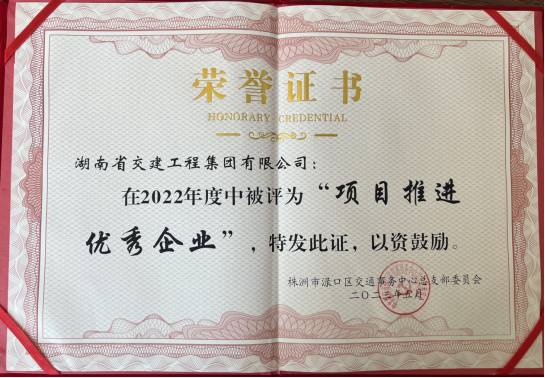 荣誉证书
HONORARY CREDENTIAL
湖南省交建工程集团有限公司：
在2022年度中被评为“项目推进
优秀企业”，特发此证，以资鼓励。
株洲市渌口区交通事务中心总支部委员会